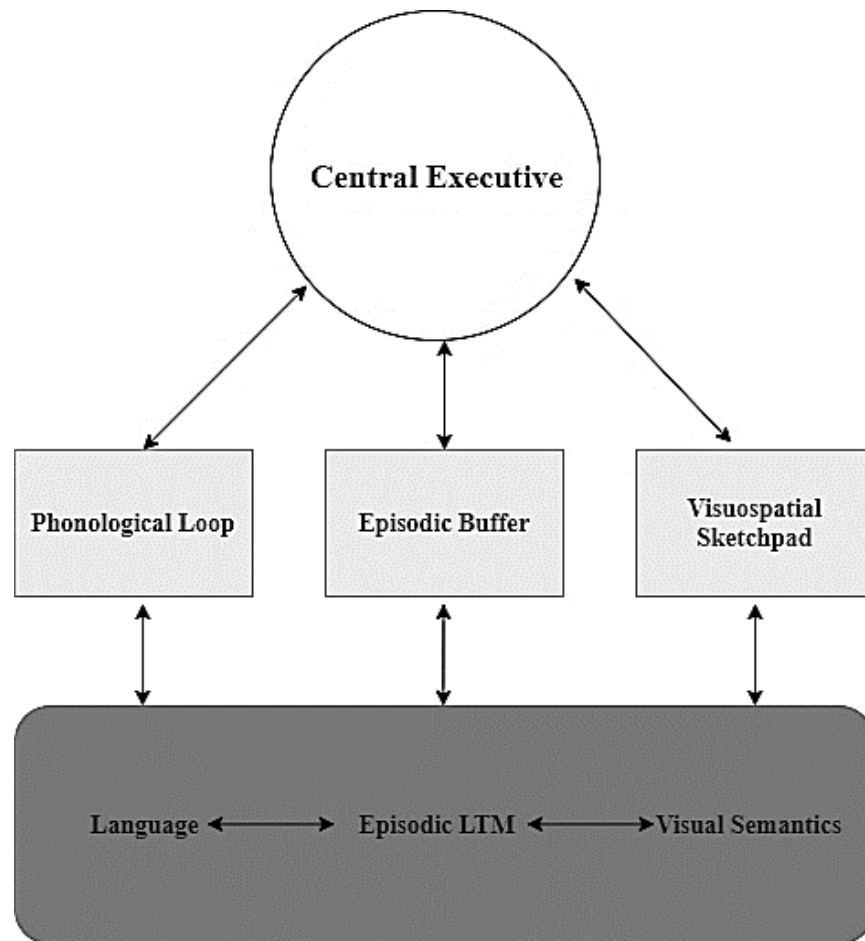 Central Executive
Phonological Loop
Episodic Buffer
Visuospatial
Sketchpad
Language
Episodic LTM
Visual Semantics